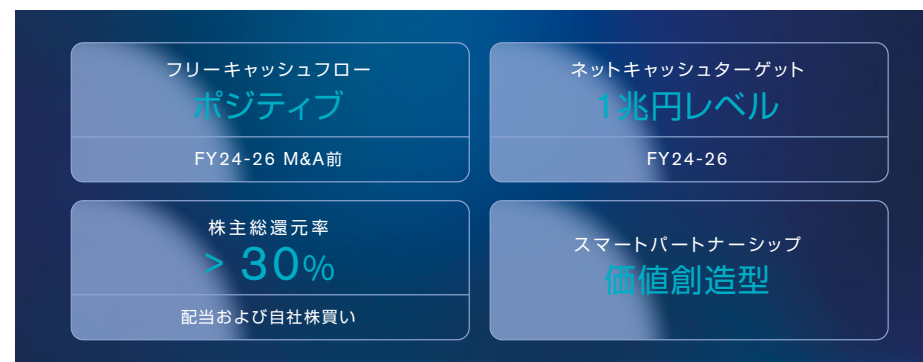 フリーキャッシュフロー
ポジティブ
FY24-26 M&A前
ネットキャッシュターゲット
1兆円レベル
FY24-26
株主総還元率
> 30%
配当および自社株買い
スマートパートナーシップ
価値創造型